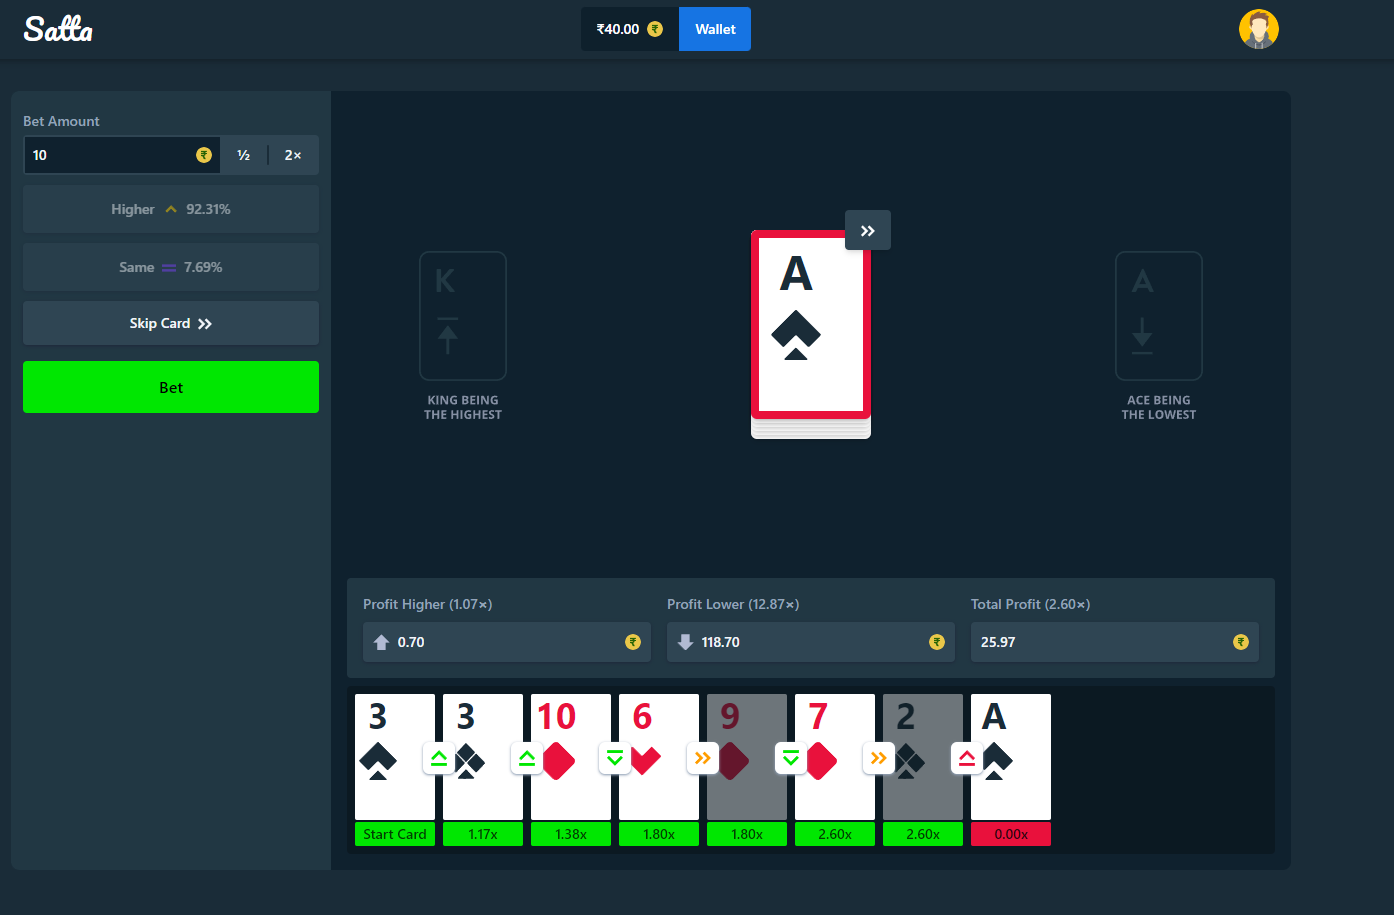 Satta
₹40.00 ₹
Wallet
Bet Amount
10 ₹
½
2×
Higher 92.31%
Same = 7.69%
Skip Card
Bet
K
KING BEING
THE HIGHEST
A
A
ACE BEING
THE LOWEST
Profit Higher (1.07×)
0.70 ₹
Profit Lower (12.87×)
118.70 ₹
Total Profit (2.60×)
25.97 ₹
3 3 10 6 9 7 2 A
Start Card 1.17x 1.38x 1.80x 1.80x 2.60x 2.60x 0.00x